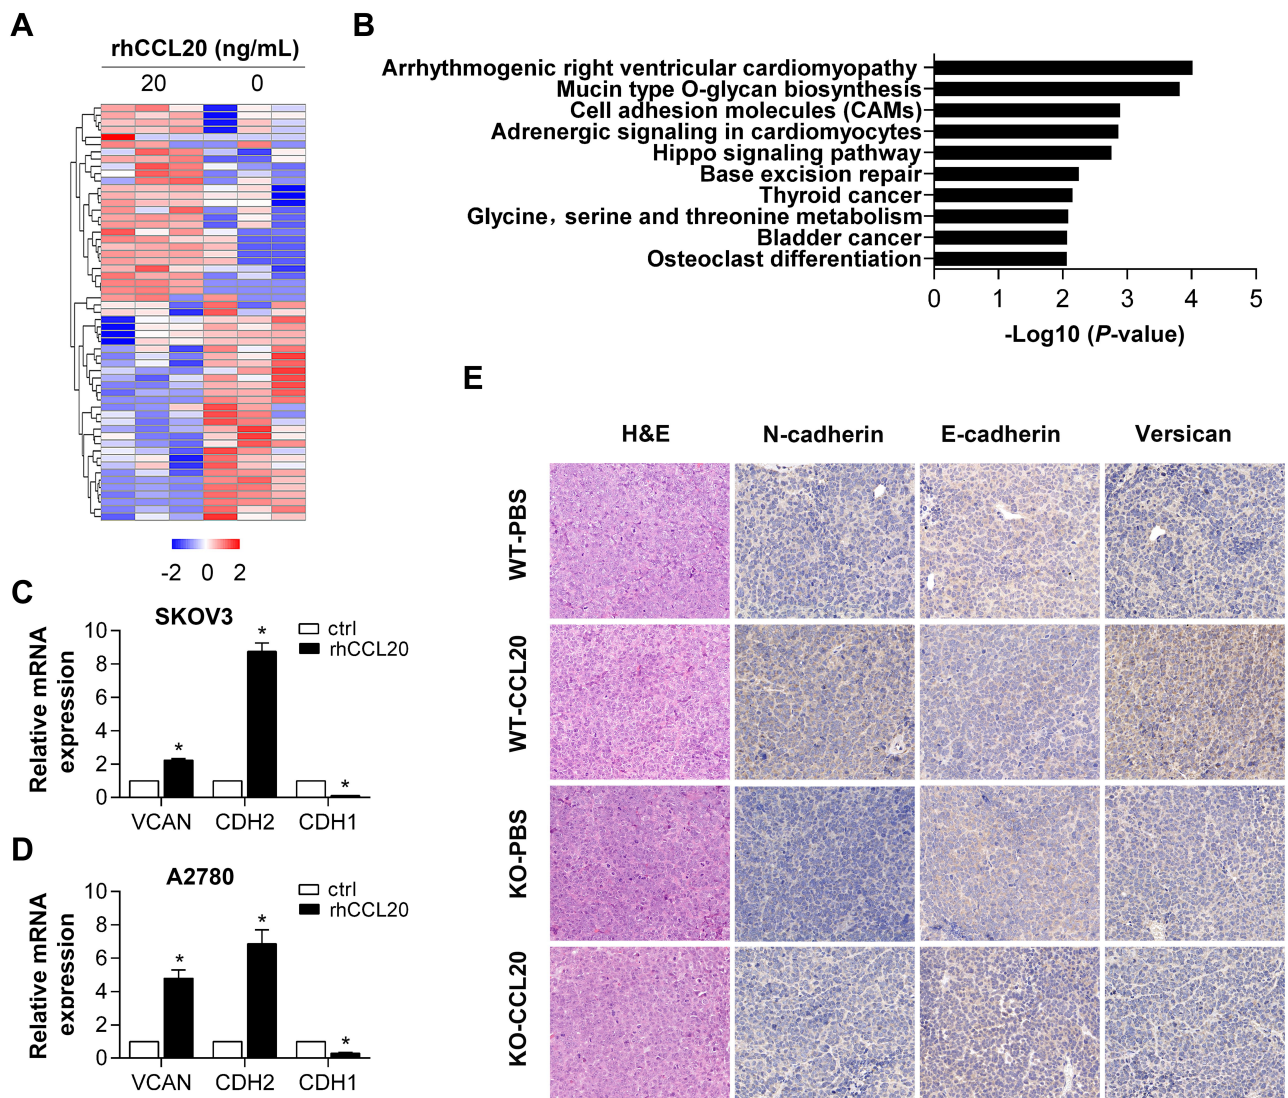 A
rhCCL20 (ng/mL)
20 0
-2 0 2
B
Arrhythmogenic right ventricular cardiomyopathy
Mucin type O-glycan biosynthesis
Cell adhesion molecules (CAMs)
Adrenergic signaling in cardiomyocytes
Hippo signaling pathway
Base excision repair
Thyroid cancer
Glycine，serine and threonine metabolism
Bladder cancer
Osteoclast differentiation
0 1 2 3 4 5
-Log10 (P-value)
C
SKOV3
ctrl
rhCCL20
Relative mRNA
expression
10
8
6
4
2
0
* * *
VCAN CDH2 CDH1
D
A2780
ctrl
rhCCL20
Relative mRNA
expression
10
8
6
4
2
0
* * *
VCAN CDH2 CDH1
E
H&E N-cadherin E-cadherin Versican
WT-PBS
WT-CCL20
KO-PBS
KO-CCL20